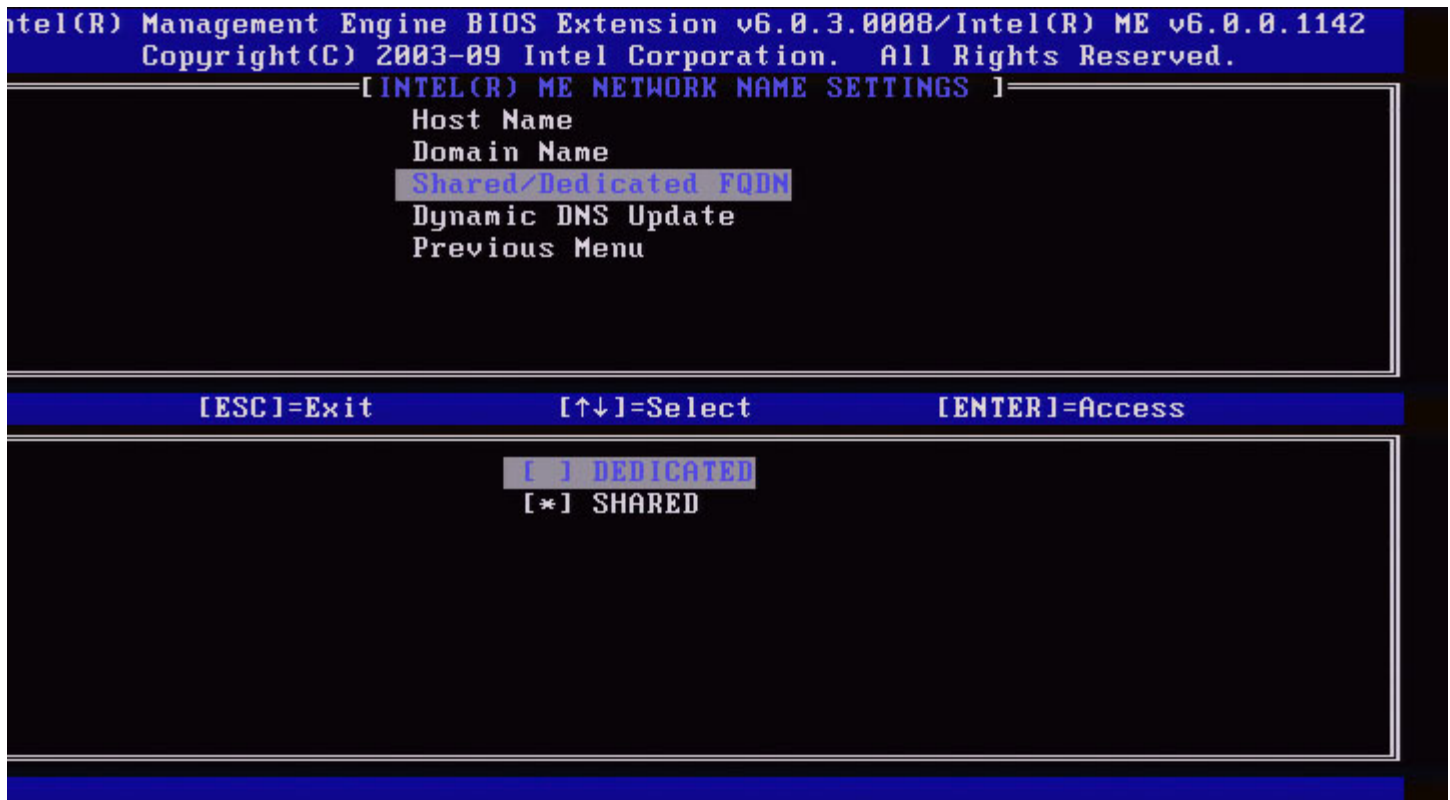 ntel(R) Management Engine BIOS Extension v6.0.3.0008/Intel(R) ME v6.0.0.1142
Copyright(C) 2003-09 Intel Corporation. All Rights Reserved.
[INTEL(R) ME NETWORK NAME SETTINGS ]
Host Name
Domain Name
Shared/Dedicated FQDN
Dynamic DNS Update
Previous Menu
[ESC]=Exit [↑↓]=Select [ENTER]=Access
[ ] DEDICATED
[*] SHARED